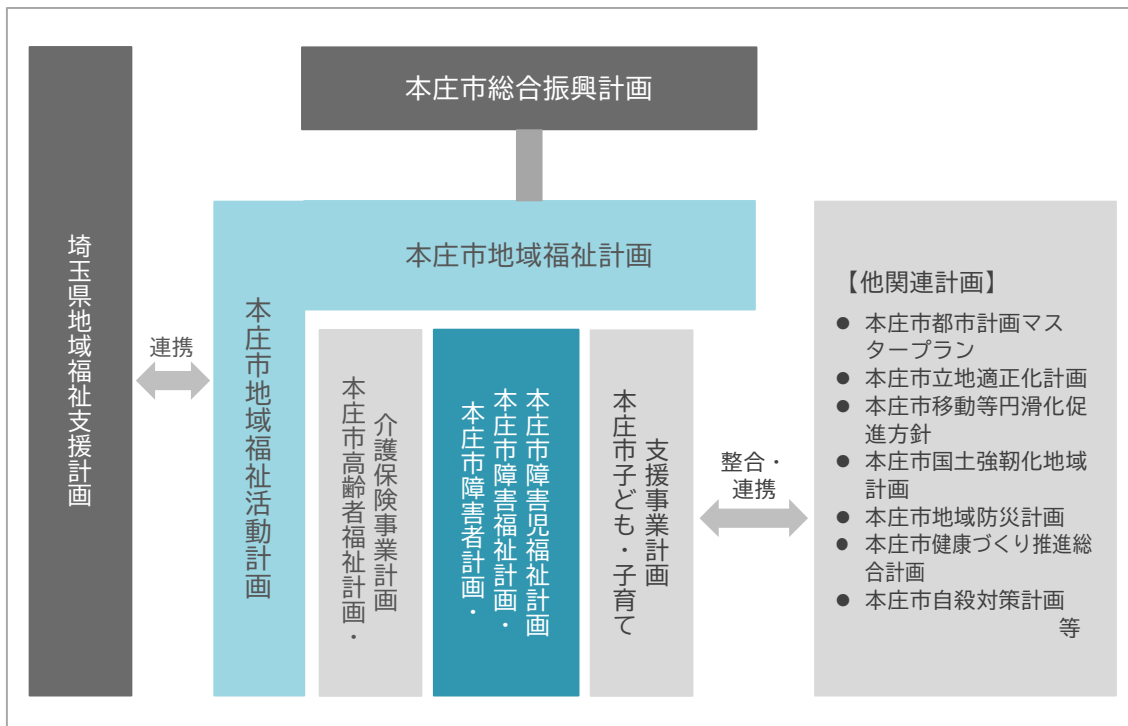 本庄市総合振興計画
埼玉県地域福祉支援計画
連携
本庄市地域福祉計画
本庄市地域福祉活動計画
本庄市高齢者福祉計画・
介護保険事業計画
本庄市障害者計画・
本庄市障害福祉計画・
本庄市障害児福祉計画
本庄市子ども・子育て
支援事業計画
整合・
連携
【他関連計画】
● 本庄市都市計画マス
タープラン
● 本庄市立地適正化計画
● 本庄市移動等円滑化促
進方針
● 本庄市国土強靭化地域
計画
● 本庄市地域防災計画
● 本庄市健康づくり推進総
合計画
● 本庄市自殺対策計画
等